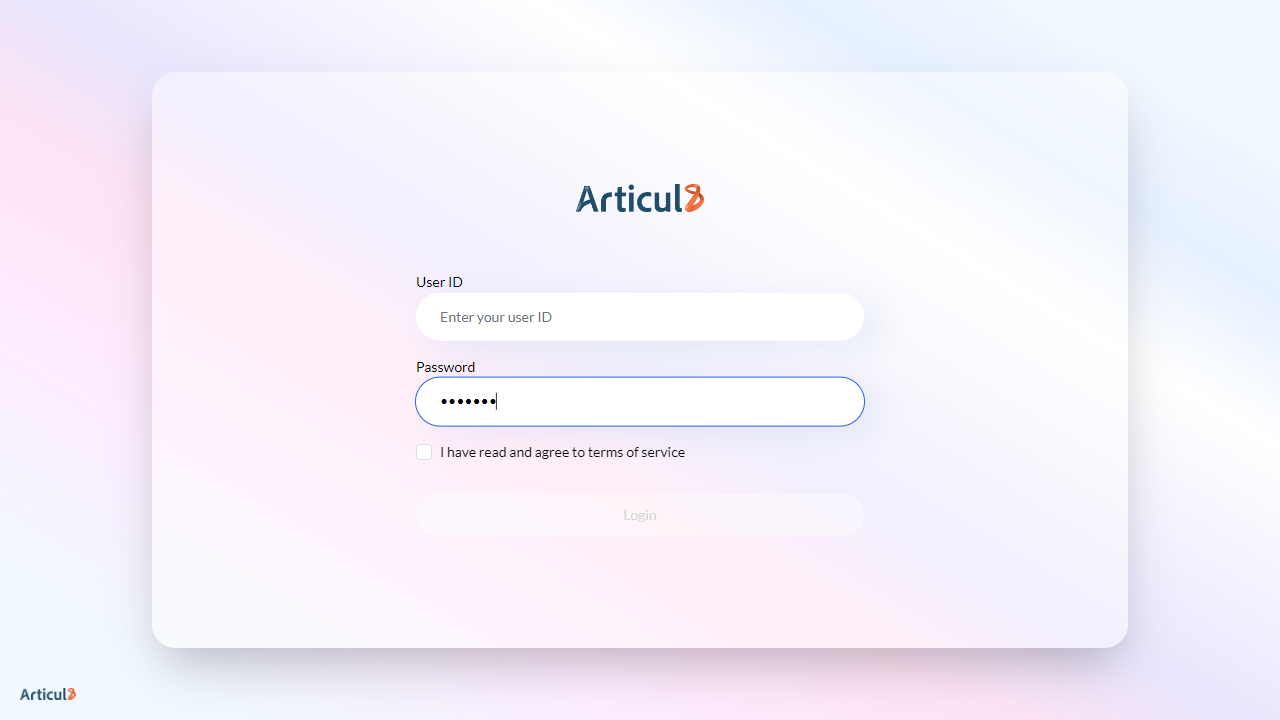 Articul8
User ID
Enter your user ID
Password
•••••••
I have read and agree to terms of service
Login
Articul8